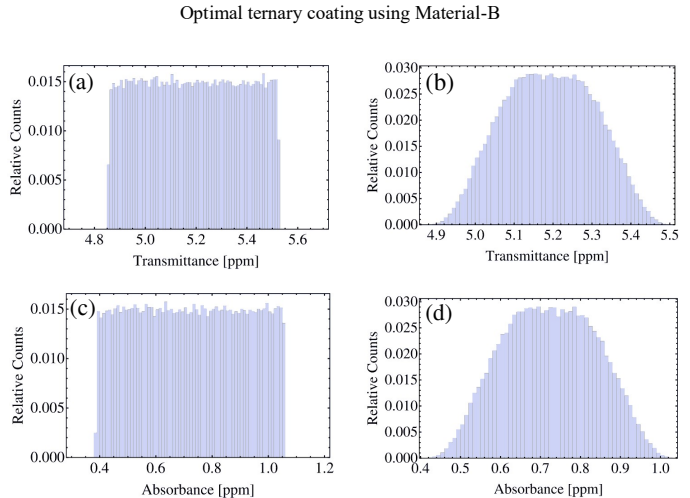 Optimal ternary coating using Material-B
(a)
Relative Counts
0.015
0.010
0.005
0.000
4.8 5.0 5.2 5.4 5.6
Transmittance [ppm]
(b)
Relative Counts
0.030
0.025
0.020
0.015
0.010
0.005
0.000
4.9 5.0 5.1 5.2 5.3 5.4 5.5
Transmittance [ppm]
(c)
Relative Counts
0.015
0.010
0.005
0.000
0.4 0.6 0.8 1.0 1.2
Absorbance [ppm]
(d)
Relative Counts
0.030
0.025
0.020
0.015
0.010
0.005
0.000
0.4 0.5 0.6 0.7 0.8 0.9 1.0
Absorbance [ppm]